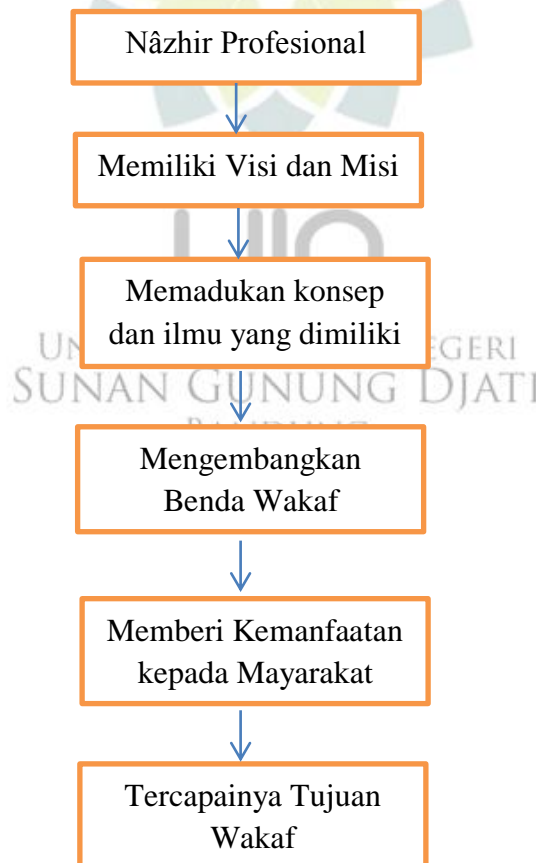 Nâzhir Profesional
Memiliki Visi dan Misi
Memadukan konsep
dan ilmu yang dimiliki
EGERI
SUNAN GUNUNG DJATI
Mengembangkan
Benda Wakaf
Memberi Kemanfaatan
kepada Mayarakat
Tercapainya Tujuan
Wakaf